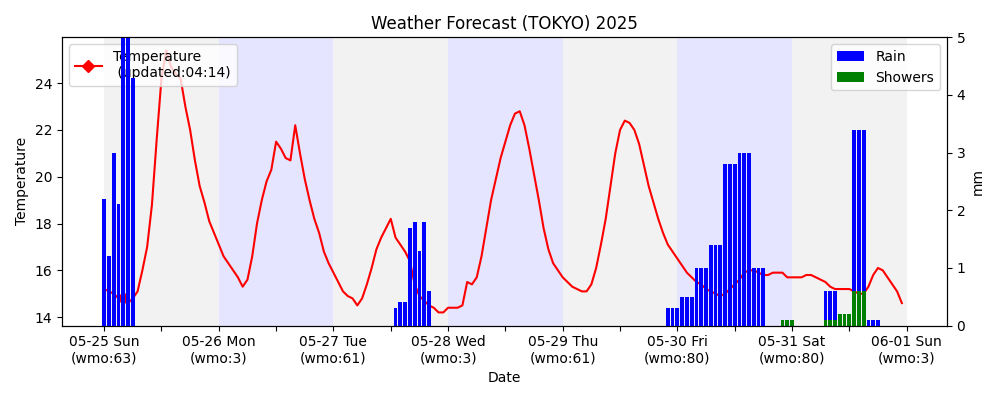 Weather Forecast (TOKYO) 2025
Temperature
(updated:04:14)
Rain
Showers
Temperature
24
22
20
18
16
14
5
4
3
2
1
0
mm
05-25 Sun
(wmo:63)
05-26 Mon
(wmo:3)
05-27 Tue
(wmo:61)
05-28 Wed
(wmo:3)
05-29 Thu
(wmo:61)
05-30 Fri
(wmo:80)
05-31 Sat
(wmo:80)
06-01 Sun
(wmo:3)
Date